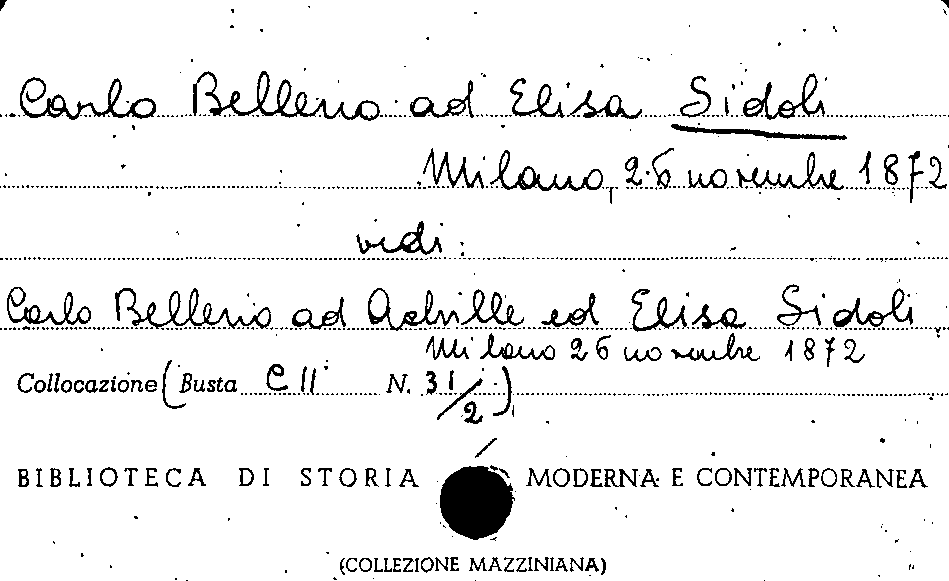 Carlo Bellerio ad Elisa Sidoli
Milano, 26 novembre 1872
vedi:
Carlo Bellerio ad Achille ed Elisa Sidoli
Milano 26 novembre 1872
Collocazione (Busta C II N. 31/2)
BIBLIOTECA DI STORIA MODERNA E CONTEMPORANEA
(COLLEZIONE MAZZINIANA)